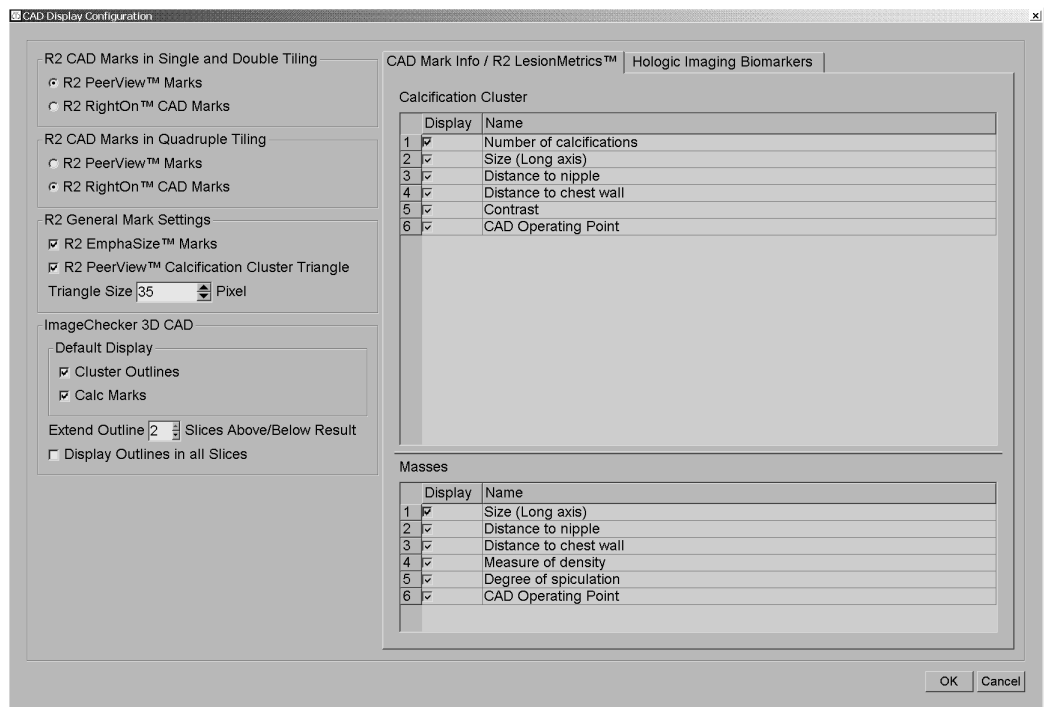 CAD Display Configuration
R2 CAD Marks in Single and Double Tiling
R2 PeerView™ Marks
R2 RightOn™ CAD Marks
R2 CAD Marks in Quadruple Tiling
R2 PeerView™ Marks
R2 RightOn™ CAD Marks
R2 General Mark Settings
R2 EmphaSize™ Marks
R2 PeerView™ Calcification Cluster Triangle
Triangle Size 35 Pixel
ImageChecker 3D CAD
Default Display
Cluster Outlines
Calc Marks
Extend Outline 2 Slices Above/Below Result
Display Outlines in all Slices
CAD Mark Info / R2 LesionMetrics™ Hologic Imaging Biomarkers
Calcification Cluster
Display Name
1 Number of calcifications
2 Size (Long axis)
3 Distance to nipple
4 Distance to chest wall
5 Contrast
6 CAD Operating Point
Masses
Display Name
1 Size (Long axis)
2 Distance to nipple
3 Distance to chest wall
4 Measure of density
5 Degree of spiculation
6 CAD Operating Point
OK Cancel